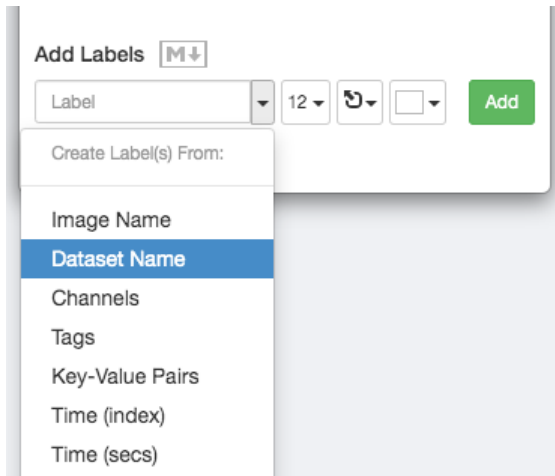 Add Labels M↓
Label 12 Add
Create Label(s) From:
Image Name
Dataset Name
Channels
Tags
Key-Value Pairs
Time (index)
Time (secs)